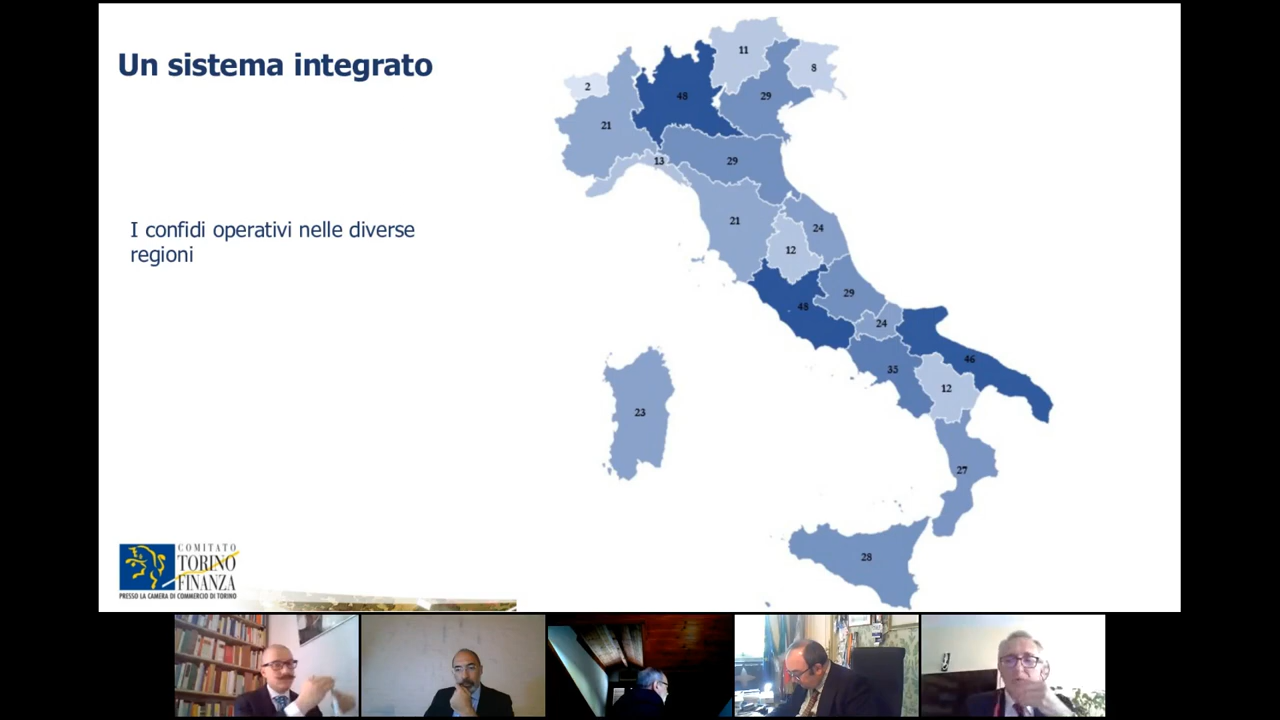 Un sistema integrato
I confidi operativi nelle diverse
regioni
11
8
2
48
29
21
13
29
21
24
12
29
48
24
46
35
12
23
27
28
COMITATO
TORINO
FINANZA
PRESSO LA CAMERA DI COMMERCIO DI TORINO